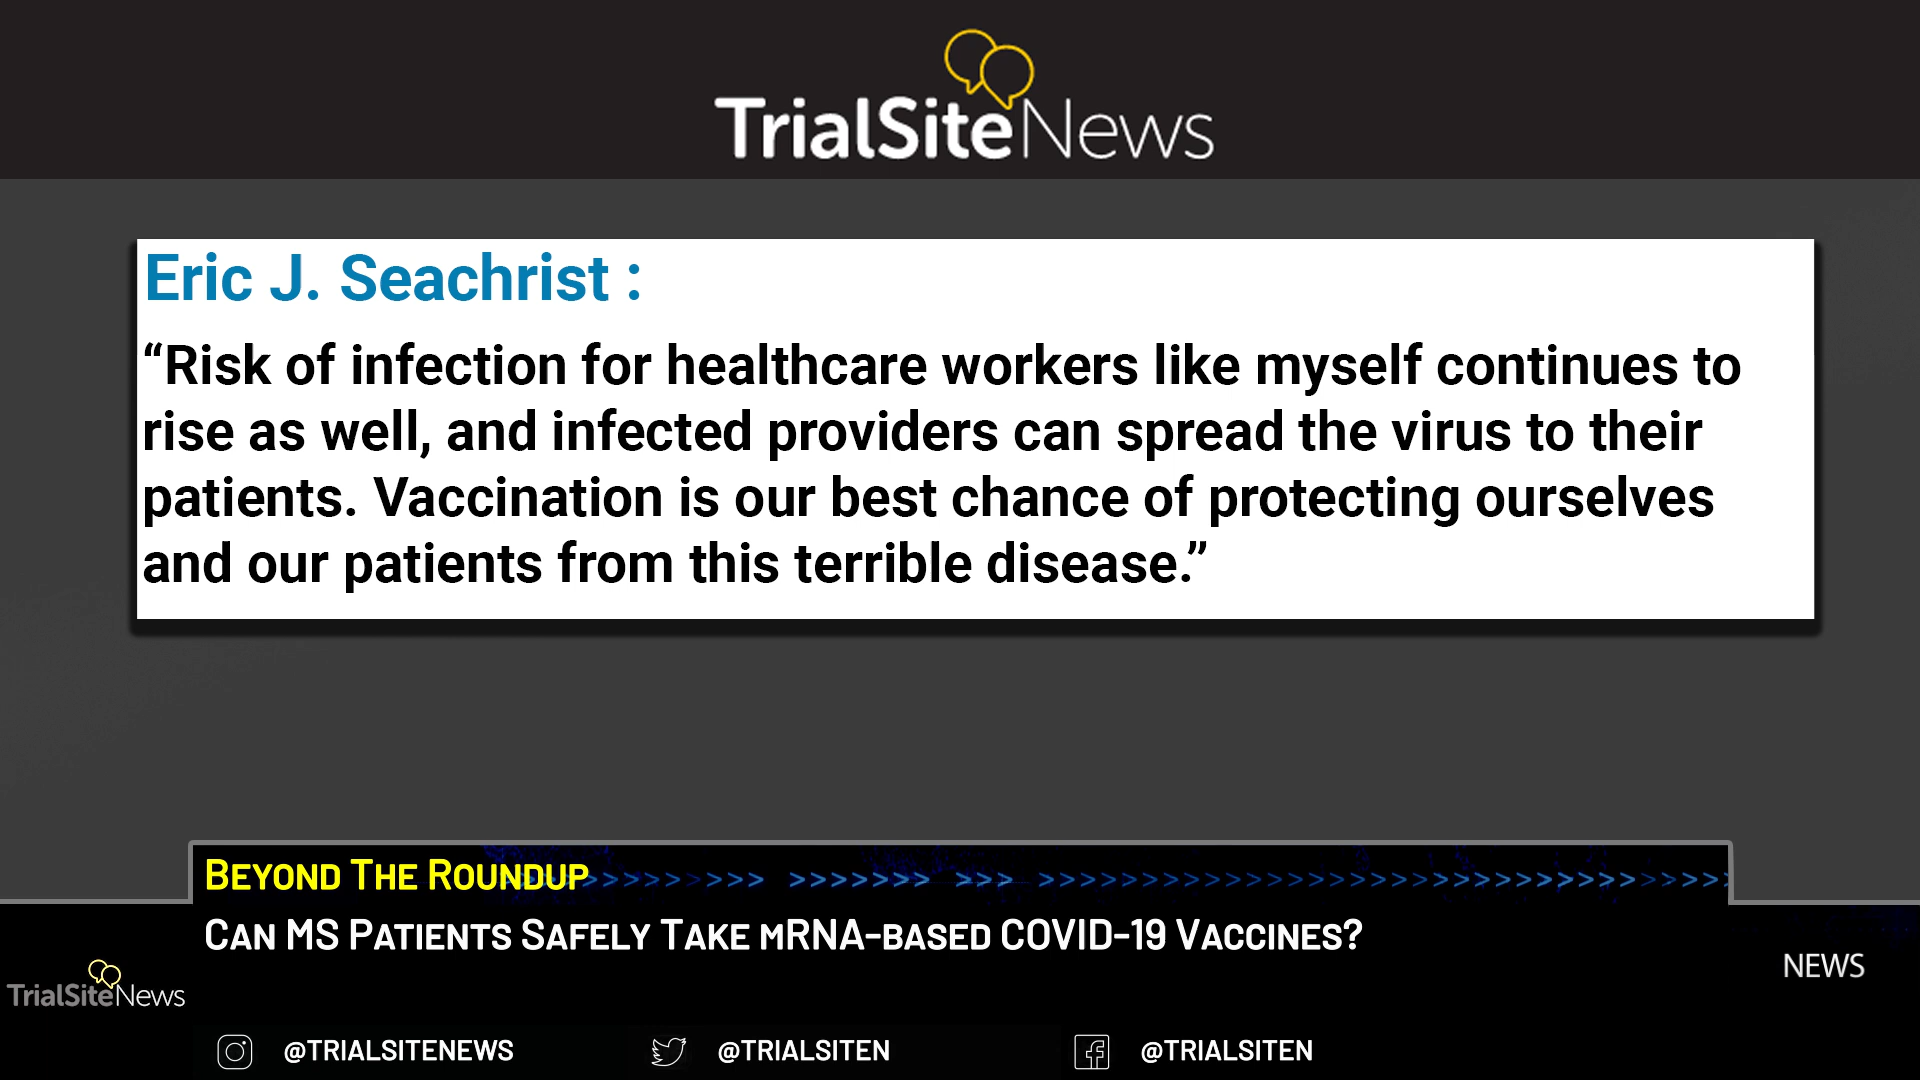 TrialSiteNews
Eric J. Seachrist :
“Risk of infection for healthcare workers like myself continues to
rise as well, and infected providers can spread the virus to their
patients. Vaccination is our best chance of protecting ourselves
and our patients from this terrible disease.”
Beyond The Roundup
Can MS Patients Safely Take mRNA-based COVID-19 Vaccines?
NEWS
TrialSiteNews
@TRIALSITENEWS
@TRIALSITEN
@TRIALSITEN